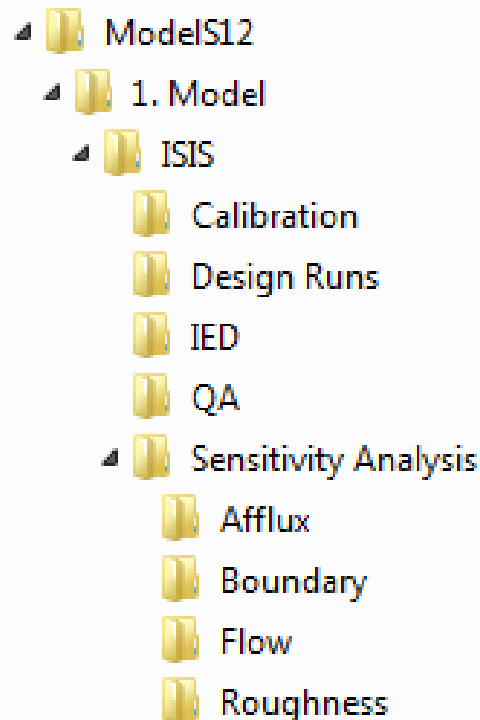 ModelS12
1. Model
ISIS
Calibration
Design Runs
IED
QA
Sensitivity Analysis
Afflux
Boundary
Flow
Roughness